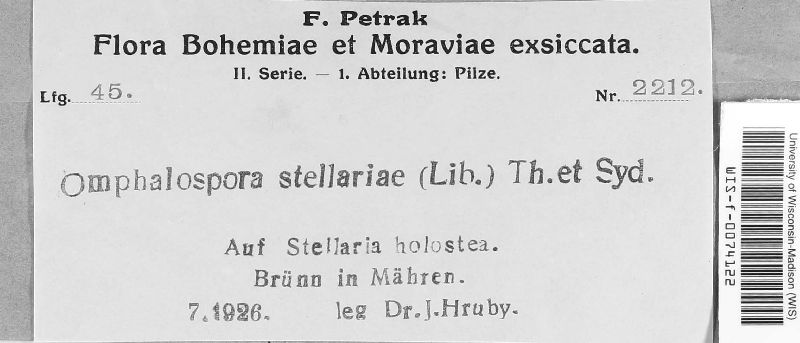 F. Petrak
Flora Bohemiae et Moraviae exsiccata.
II. Serie. — 1. Abteilung: Pilze.
Lfg. 45.
Nr. 2212.
Omphalospora stellariae (Lib.) Th.et Syd.
Auf Stellaria holostea.
Brünn in Mähren.
7.1926. leg Dr.J.Hruby.
University of Wisconsin-Madison (WIS)
WIS-f-0074122